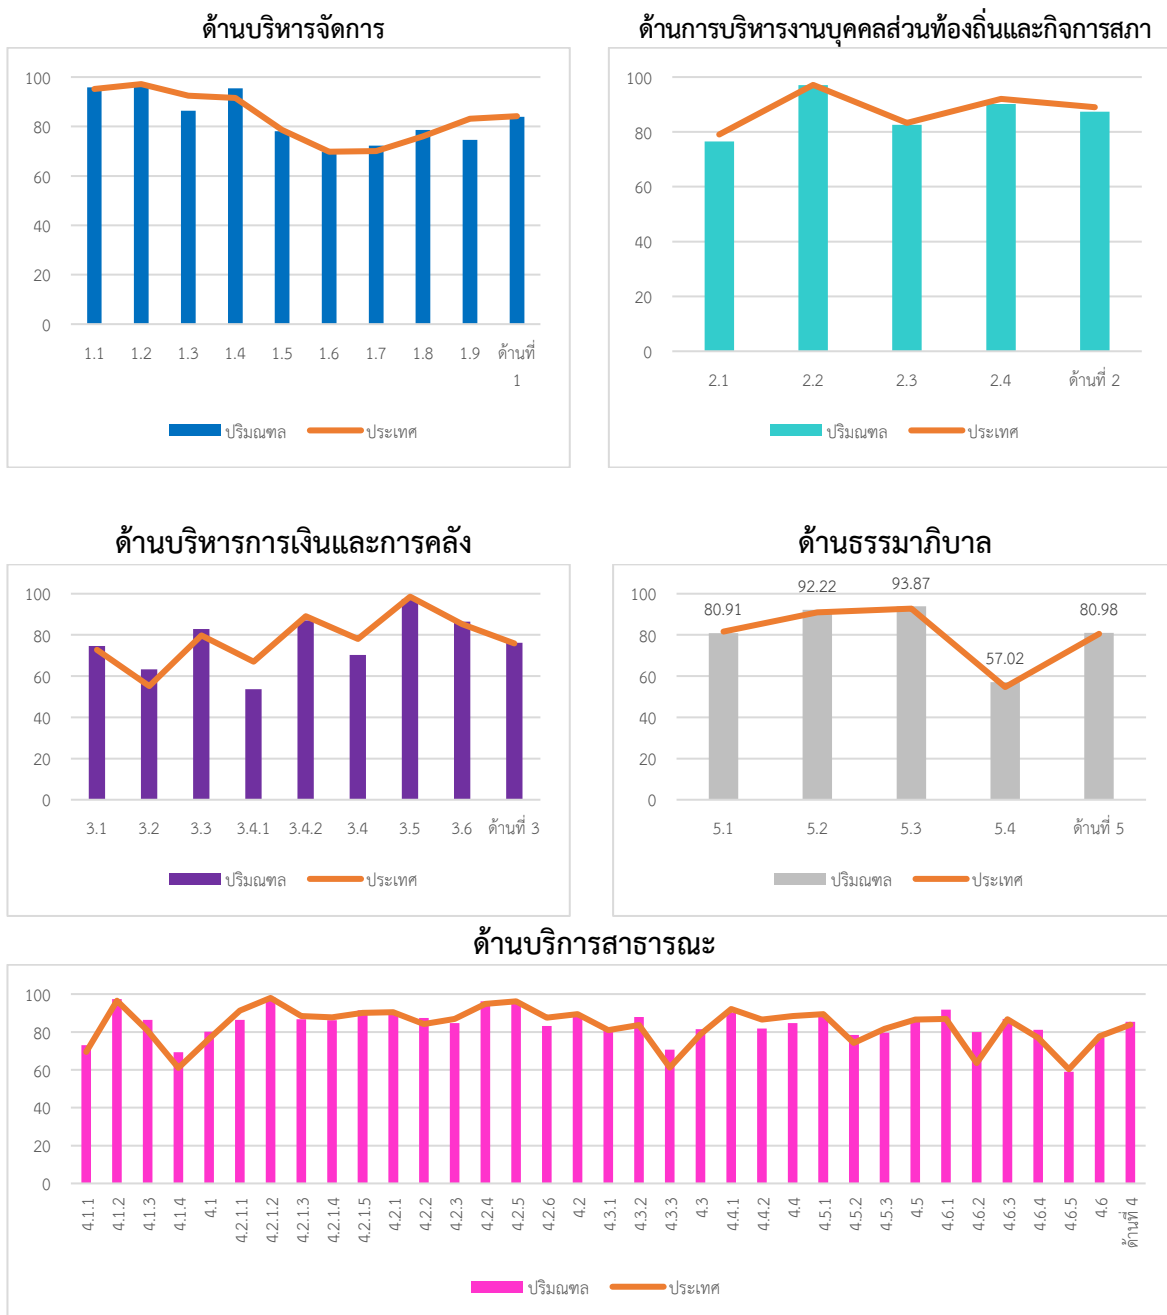 ด้านบริหารจัดการ
100
80
60
40
20
0
1.1 1.2 1.3 1.4 1.5 1.6 1.7 1.8 1.9 ด้านที่
1
ปริมณฑล ประเทศ
ด้านการบริหารงานบุคคลส่วนท้องถิ่นและกิจการสภา
100
80
60
40
20
0
2.1 2.2 2.3 2.4 ด้านที่ 2
ปริมณฑล ประเทศ
ด้านบริหารการเงินและการคลัง
100
80
60
40
20
0
3.1 3.2 3.3 3.4.1 3.4.2 3.4 3.5 3.6 ด้านที่ 3
ปริมณฑล ประเทศ
ด้านธรรมาภิบาล
80.91 92.22 93.87 57.02 80.98
100
80
60
40
20
0
5.1 5.2 5.3 5.4 ด้านที่ 5
ปริมณฑล ประเทศ
ด้านบริการสาธารณะ
100
80
60
40
20
0
4.1.1 4.1.2 4.1.3 4.1.4 4.1 4.2.1.1 4.2.1.2 4.2.1.3 4.2.1.4 4.2.1.5 4.2.1 4.2.2 4.2.3 4.2.4 4.2.5 4.2.6 4.2 4.3.1 4.3.2 4.3.3 4.3 4.4.1 4.4.2 4.4 4.5.1 4.5.2 4.5.3 4.5 4.6.1 4.6.2 4.6.3 4.6.4 4.6.5 4.6 ด้านที่ 4
ปริมณฑล ประเทศ